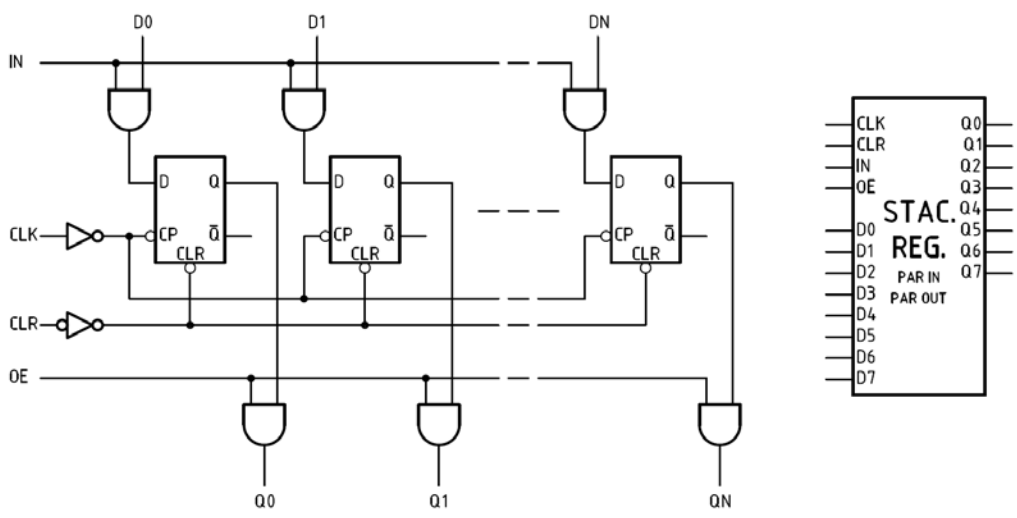 D0 D1 DN
IN
D Q D Q D Q
CLK CP Q̅ CP Q̅ CP Q̅
CLR CLR CLR
CLR
OE
Q0 Q1 QN
CLK Q0
CLR Q1
IN Q2
OE Q3
STAC. Q4
D0 Q5
D1 REG. Q6
D2 PAR IN Q7
D3 PAR OUT
D4
D5
D6
D7